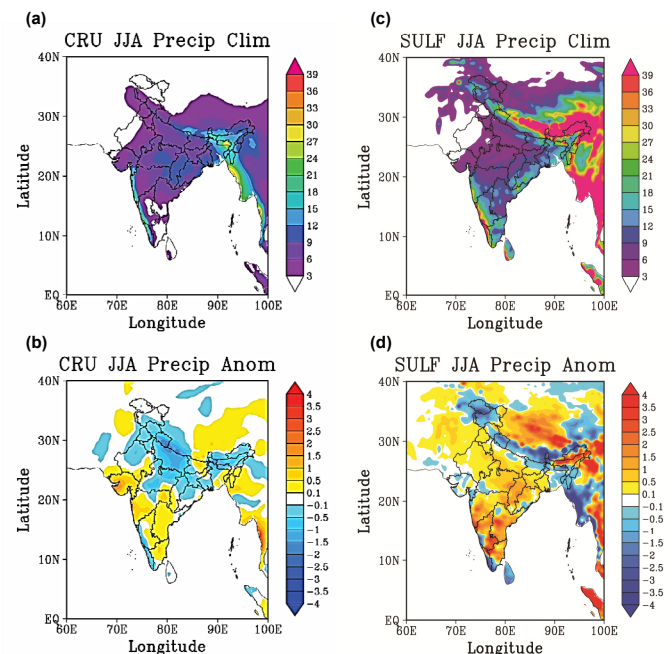 (a)
CRU JJA Precip Clim
40N
30N
20N
10N
EQ
Latitude
60E 70E 80E 90E 100E
Longitude
39
36
33
30
27
24
21
18
15
12
9
6
3
(c)
SULF JJA Precip Clim
40N
30N
20N
10N
EQ
Latitude
60E 70E 80E 90E 100E
Longitude
39
36
33
30
27
24
21
18
15
12
9
6
3
(b)
CRU JJA Precip Anom
40N
30N
20N
10N
EQ
Latitude
60E 70E 80E 90E 100E
Longitude
4
3.5
3
2.5
2
1.5
1
0.5
0.1
−0.1
−0.5
−1
−1.5
−2
−2.5
−3
−3.5
−4
(d)
SULF JJA Precip Anom
40N
30N
20N
10N
EQ
Latitude
60E 70E 80E 90E 100E
Longitude
4
3.5
3
2.5
2
1.5
1
0.5
0.1
−0.1
−0.5
−1
−1.5
−2
−2.5
−3
−3.5
−4